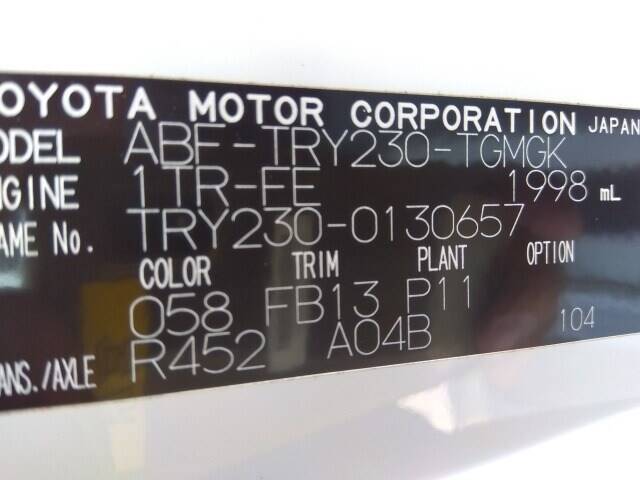 OYOTA MOTOR CORPORATION JAPAN
ODEL ABF-TRY230-TGMGK
NGINE 1TR-FE 1998 mL
AME No. TRY230-0130657
COLOR TRIM PLANT OPTION
058 FB13 P11
ANS./AXLE R452 A04B 104